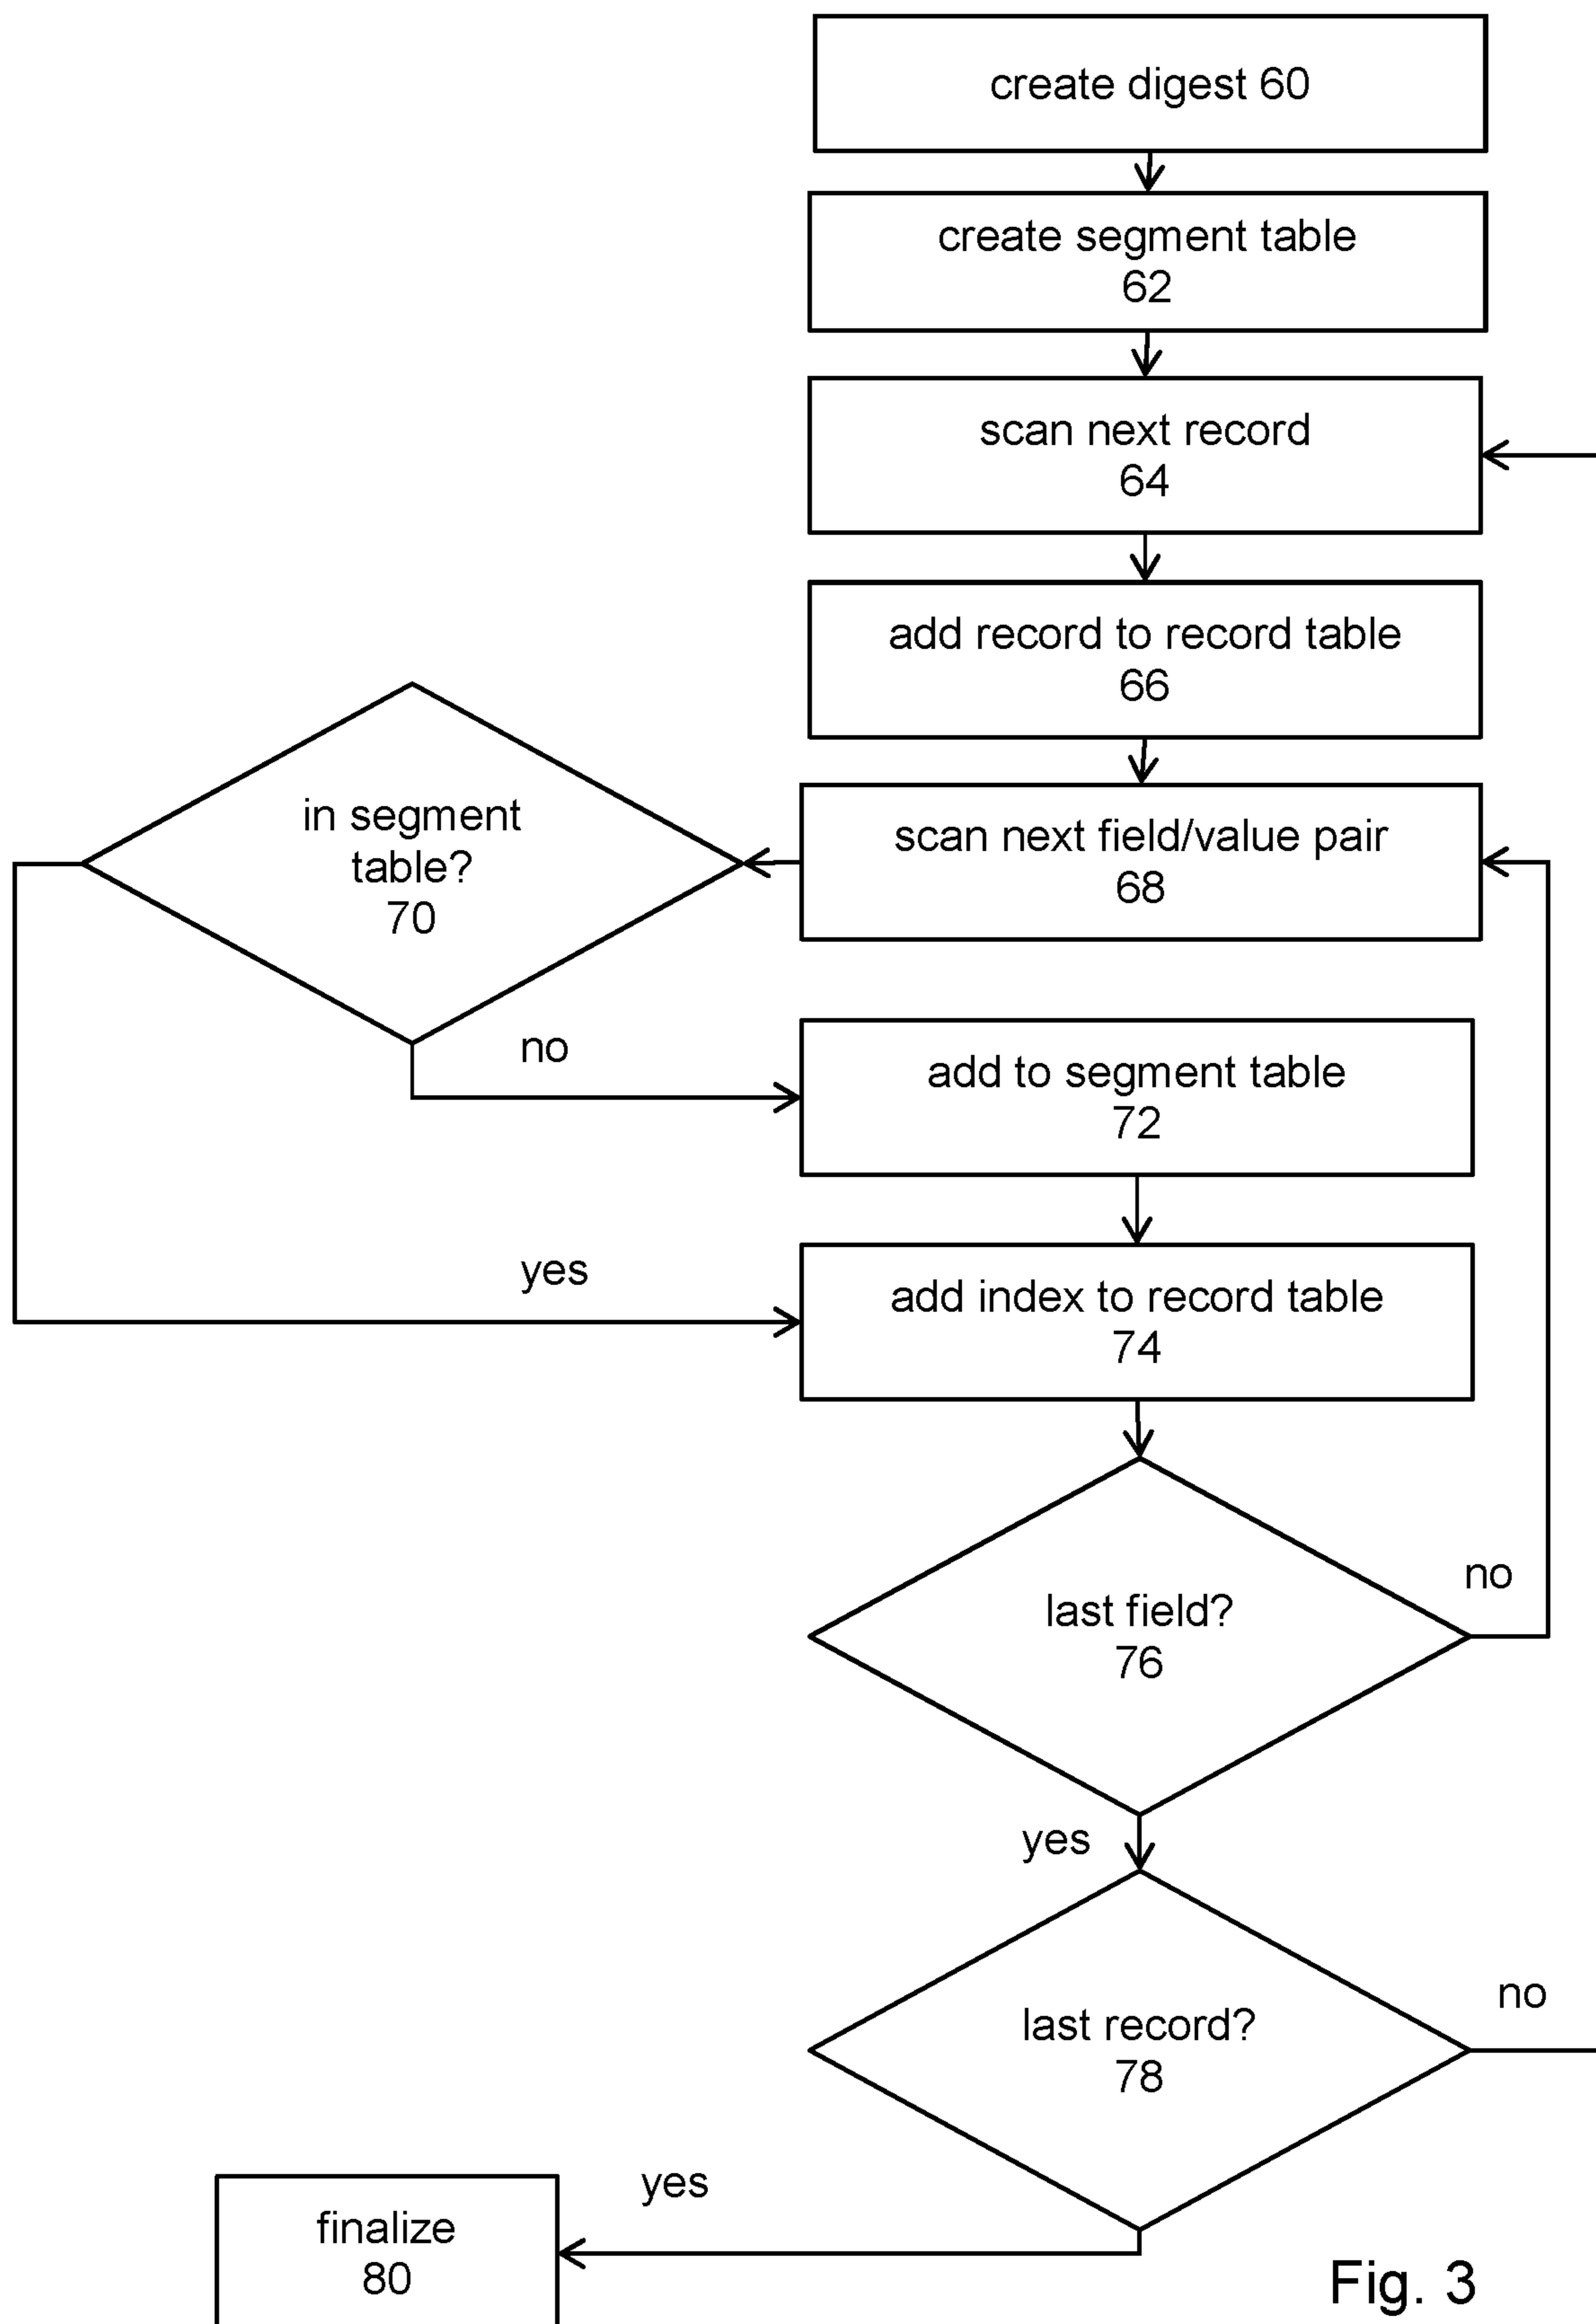 create digest 60
create segment table
62
scan next record
64
add record to record table
66
in segment
table?
70
scan next field/value pair
68
no
add to segment table
72
yes
add index to record table
74
last field?
76
no
yes
last record?
78
no
yes
finalize
80
Fig. 3